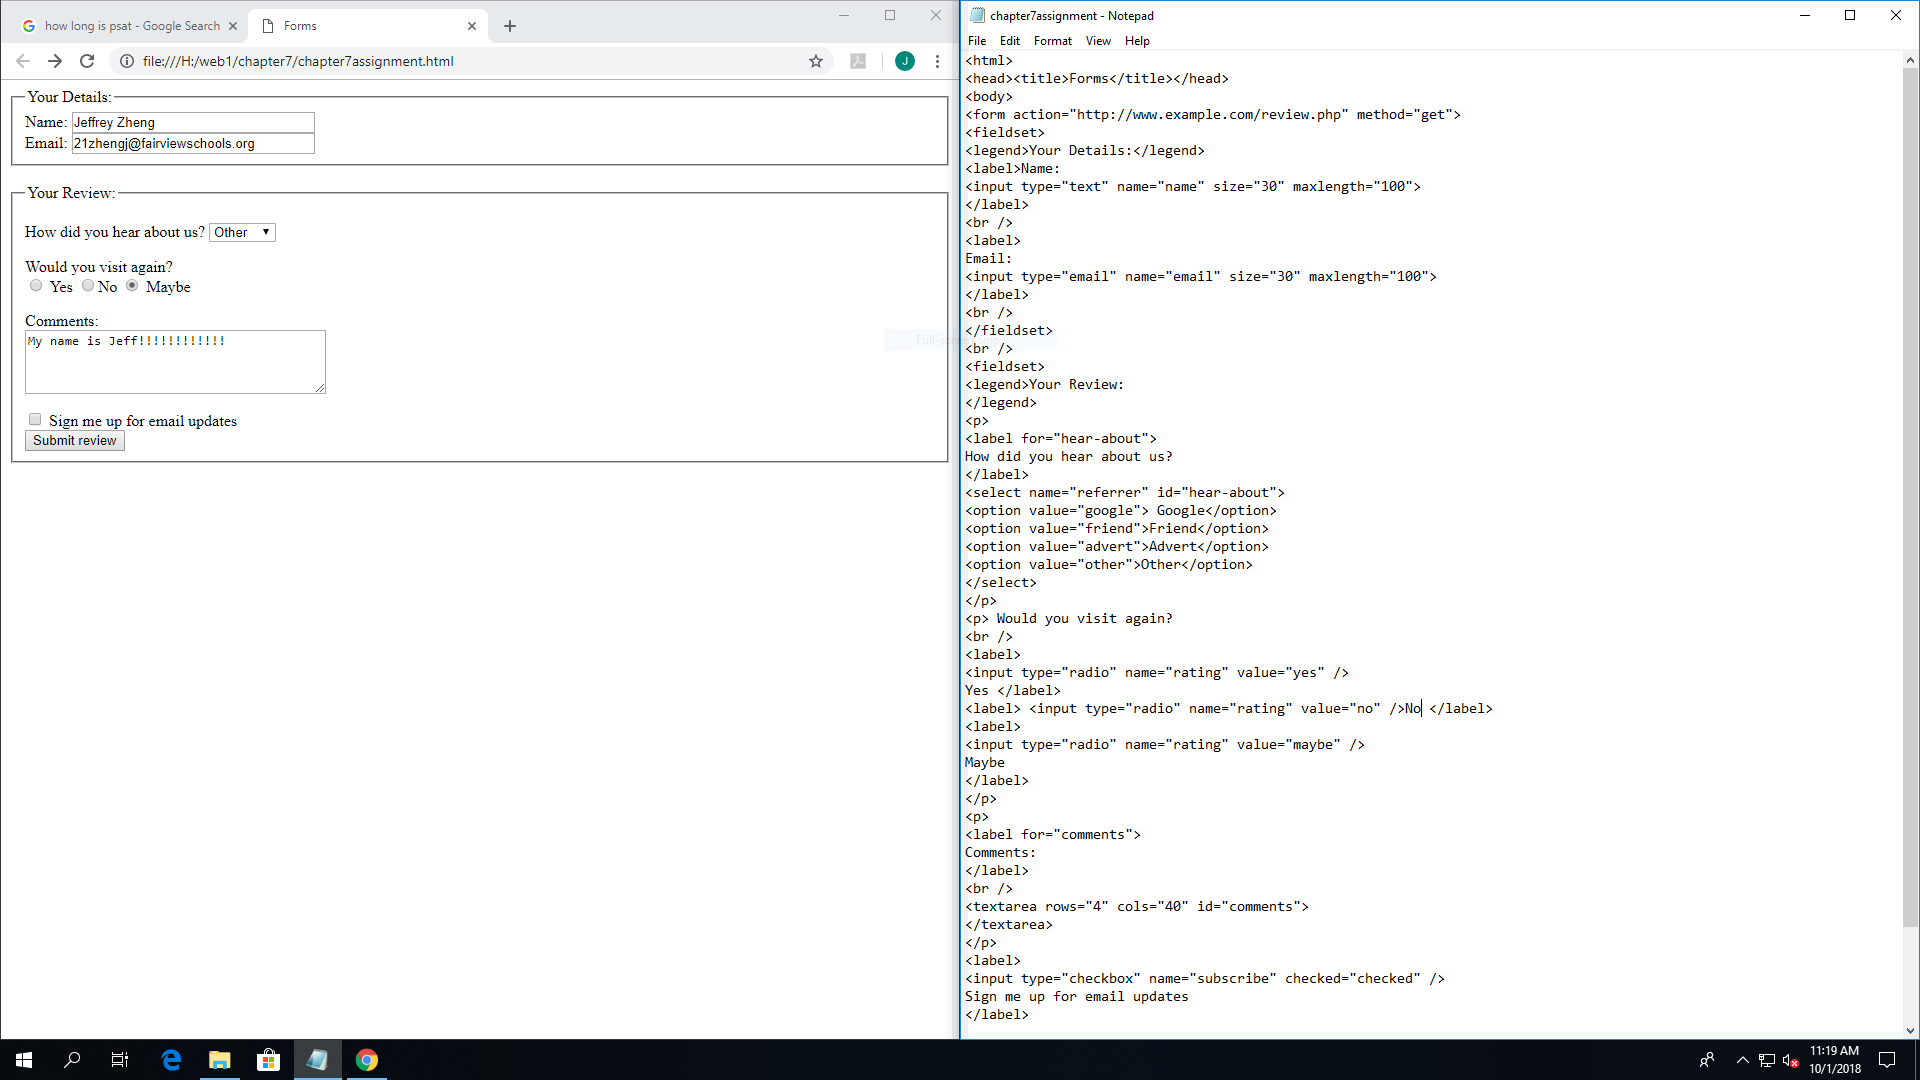 how long is psat - Google Search
Forms
file:///H:/web1/chapter7/chapter7assignment.html
J
Your Details:
Name: Jeffrey Zheng
Email: 21zhengj@fairviewschools.org
Your Review:
How did you hear about us? Other
Would you visit again?
Yes No Maybe
Comments:
My name is Jeff!!!!!!!!!!!!
Sign me up for email updates
Submit review
chapter7assignment - Notepad
File Edit Format View Help
<html>
<head><title>Forms</title></head>
<body>
<form action="http://www.example.com/review.php" method="get">
<fieldset>
<legend>Your Details:</legend>
<label>Name:
<input type="text" name="name" size="30" maxlength="100">
</label>
<br />
<label>
Email:
<input type="email" name="email" size="30" maxlength="100">
</label>
<br />
</fieldset>
<br />
<fieldset>
<legend>Your Review:
</legend>
<p>
<label for="hear-about">
How did you hear about us?
</label>
<select name="referrer" id="hear-about">
<option value="google"> Google</option>
<option value="friend">Friend</option>
<option value="advert">Advert</option>
<option value="other">Other</option>
</select>
</p>
<p> Would you visit again?
<br />
<label>
<input type="radio" name="rating" value="yes" />
Yes </label>
<label> <input type="radio" name="rating" value="no" />No </label>
<label>
<input type="radio" name="rating" value="maybe" />
Maybe
</label>
</p>
<p>
<label for="comments">
Comments:
</label>
<br />
<textarea rows="4" cols="40" id="comments">
</textarea>
</p>
<label>
<input type="checkbox" name="subscribe" checked="checked" />
Sign me up for email updates
</label>
11:19 AM
10/1/2018